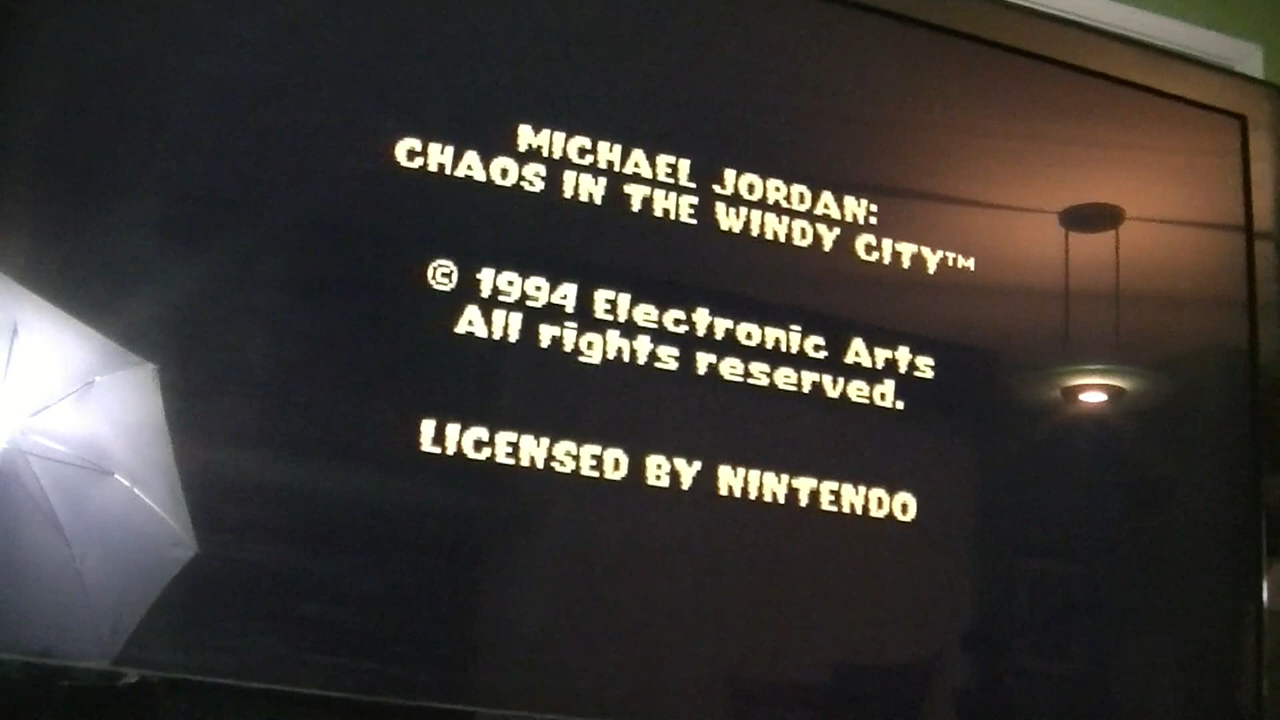 MICHAEL JORDAN:
CHAOS IN THE WINDY CITY™
© 1994 Electronic Arts
All rights reserved.
LICENSED BY NINTENDO